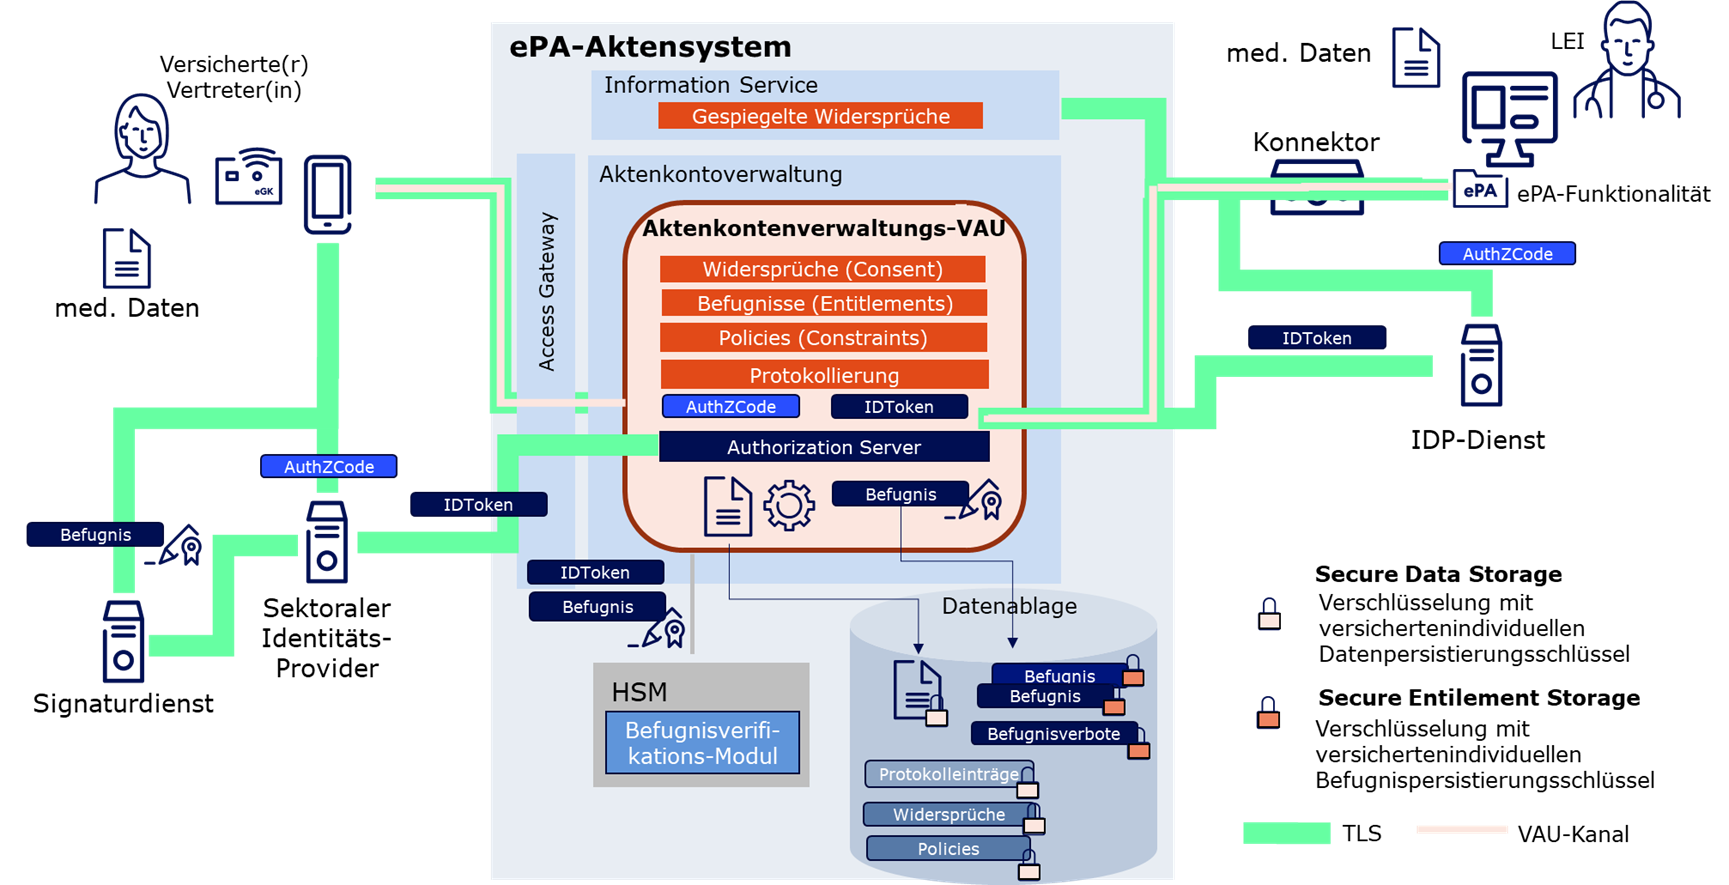 ePA-Aktensystem
Information Service
Gespiegelte Widersprüche
Versicherte(r)
Vertreter(in)
eGK
med. Daten
Access Gateway
Aktenkontoverwaltung
Aktenkontenverwaltungs-VAU
Widersprüche (Consent)
Befugnisse (Entitlements)
Policies (Constraints)
Protokollierung
AuthZCode
IDToken
Authorization Server
Befugnis
med. Daten
LEI
Konnektor
ePA
ePA-Funktionalität
AuthZCode
IDToken
IDP-Dienst
AuthZCode
IDToken
Befugnis
Sektoraler
Identitäts-
Provider
Signaturdienst
IDToken
Befugnis
HSM
Befugnisverifi-
kations-Modul
Datenablage
Befugnis
Befugnis
Befugnisverbote
Protokolleinträge
Widersprüche
Policies
Secure Data Storage
Verschlüsselung mit
versichertenindividuellen
Datenpersistierungsschlüssel
Secure Entilement Storage
Verschlüsselung mit
versichertenindividuellen
Befugnispersistierungsschlüssel
TLS
VAU-Kanal